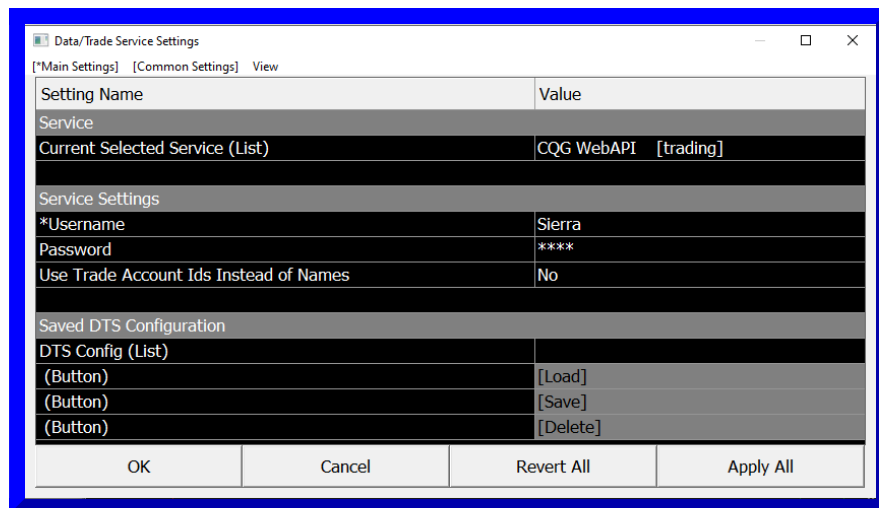 Data/Trade Service Settings
[*Main Settings] [Common Settings] View
Setting Name Value
Service
Current Selected Service (List) CQG WebAPI [trading]
Service Settings
*Username Sierra
Password ****
Use Trade Account Ids Instead of Names No
Saved DTS Configuration
DTS Config (List)
(Button) [Load]
(Button) [Save]
(Button) [Delete]
OK Cancel Revert All Apply All